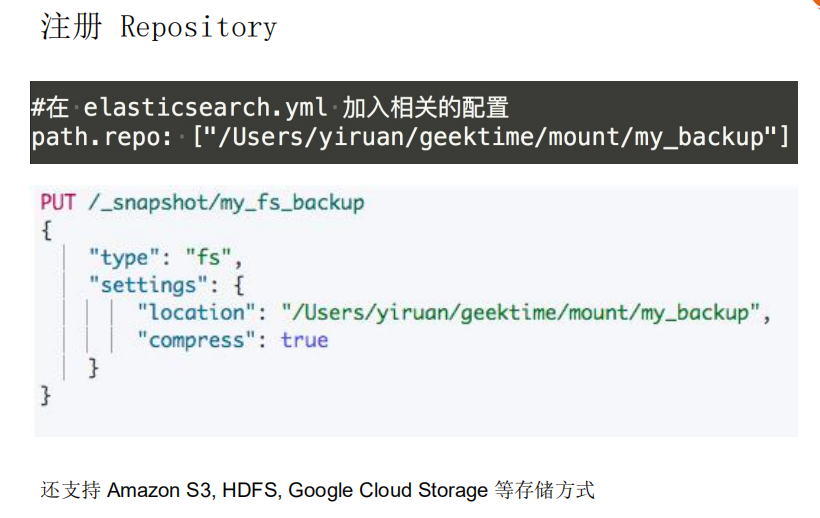 注册 Repository
#在 elasticsearch.yml 加入相关的配置
path.repo: ["/Users/yiruan/geektime/mount/my_backup"]
PUT /_snapshot/my_fs_backup
{
    "type": "fs",
    "settings": {
        "location": "/Users/yiruan/geektime/mount/my_backup",
        "compress": true
    }
}
还支持 Amazon S3, HDFS, Google Cloud Storage 等存储方式